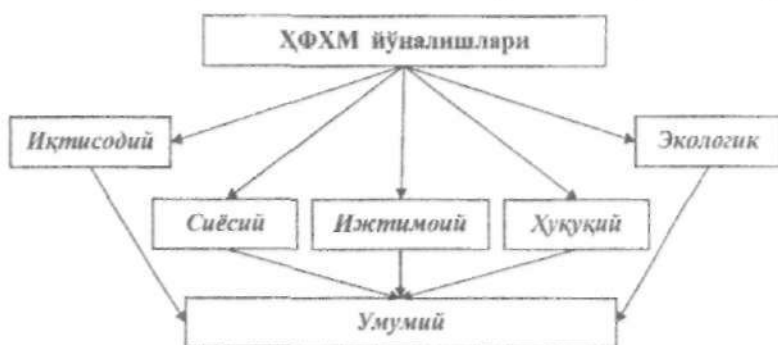 ҲФХМ йўналишлари
Иқтисодий
Экологик
Сиёсий
Ижтимоий
Ҳуқуқий
Умумий